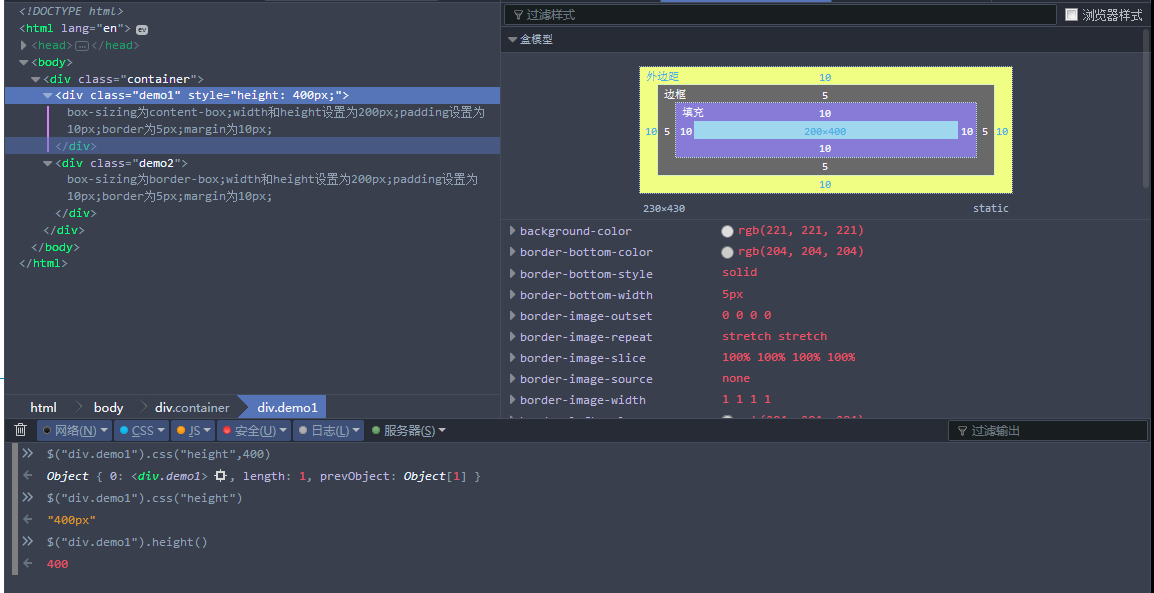 <!DOCTYPE html>
<html lang="en"> ev
<head> … </head>
<body>
<div class="container">
<div class="demo1" style="height: 400px;">
box-sizing为content-box;width和height设置为200px;padding设置为
10px;border为5px;margin为10px;
</div>
<div class="demo2">
box-sizing为border-box;width和height设置为200px;padding设置为
10px;border为5px;margin为10px;
</div>
</div>
</body>
</html>
html body div.container div.demo1
过滤样式 浏览器样式
盒模型
外边距 10
边框 5
填充 10
10 5 10 200×400 10 5 10
10
5
10
230×430 static
background-color rgb(221, 221, 221)
border-bottom-color rgb(204, 204, 204)
border-bottom-style solid
border-bottom-width 5px
border-image-outset 0 0 0 0
border-image-repeat stretch stretch
border-image-slice 100% 100% 100% 100%
border-image-source none
border-image-width 1 1 1 1
网络(N) CSS JS 安全(U) 日志(L) 服务器(S) 过滤输出
$("div.demo1").css("height",400)
Object { 0: <div.demo1> , length: 1, prevObject: Object[1] }
$("div.demo1").css("height")
"400px"
$("div.demo1").height()
400